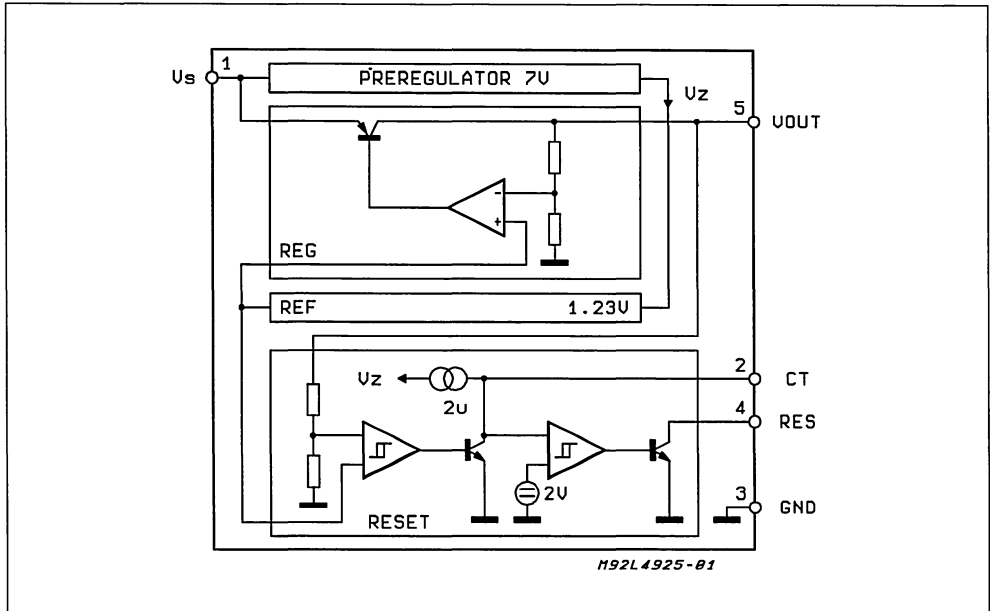 1
Vs
PREREGULATOR 7V
Vz
5
VOUT
-
+
REG
REF 1.23V
2
Vz
CT
2u
4
RES
2V
3
GND
RESET
M92L4925-01